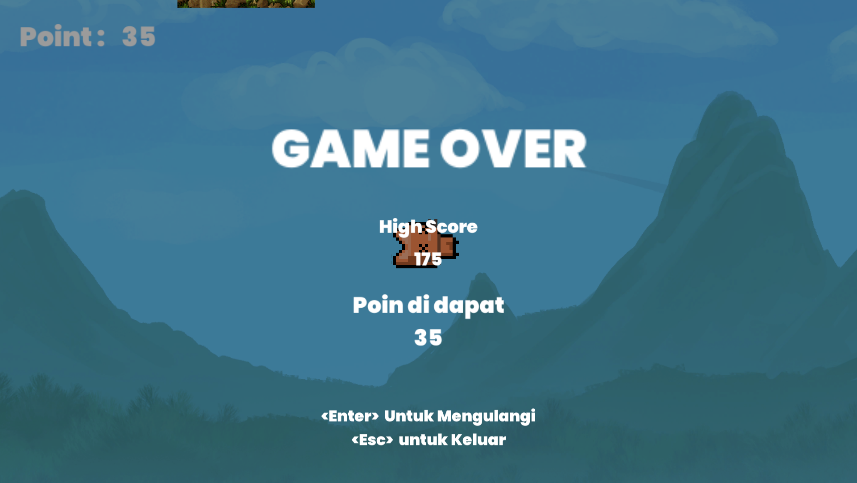 Point: 35
GAME OVER
High Score
175
Poin di dapat
35
<Enter> Untuk Mengulangi
<Esc> untuk Keluar